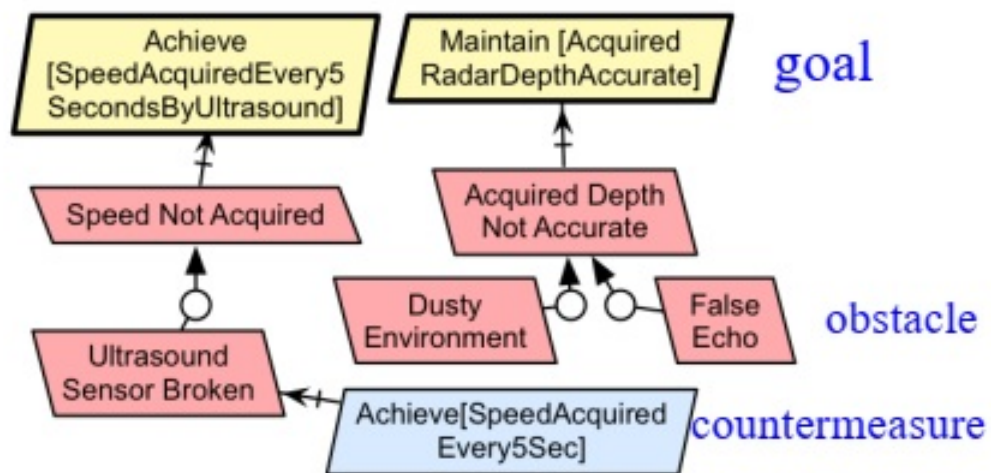 Achieve
[SpeedAcquiredEvery5
SecondsByUltrasound]
Maintain [Acquired
RadarDepthAccurate]
goal
Speed Not Acquired
Acquired Depth
Not Accurate
Dusty
Environment
False
Echo
obstacle
Ultrasound
Sensor Broken
Achieve[SpeedAcquired
Every5Sec]
countermeasure